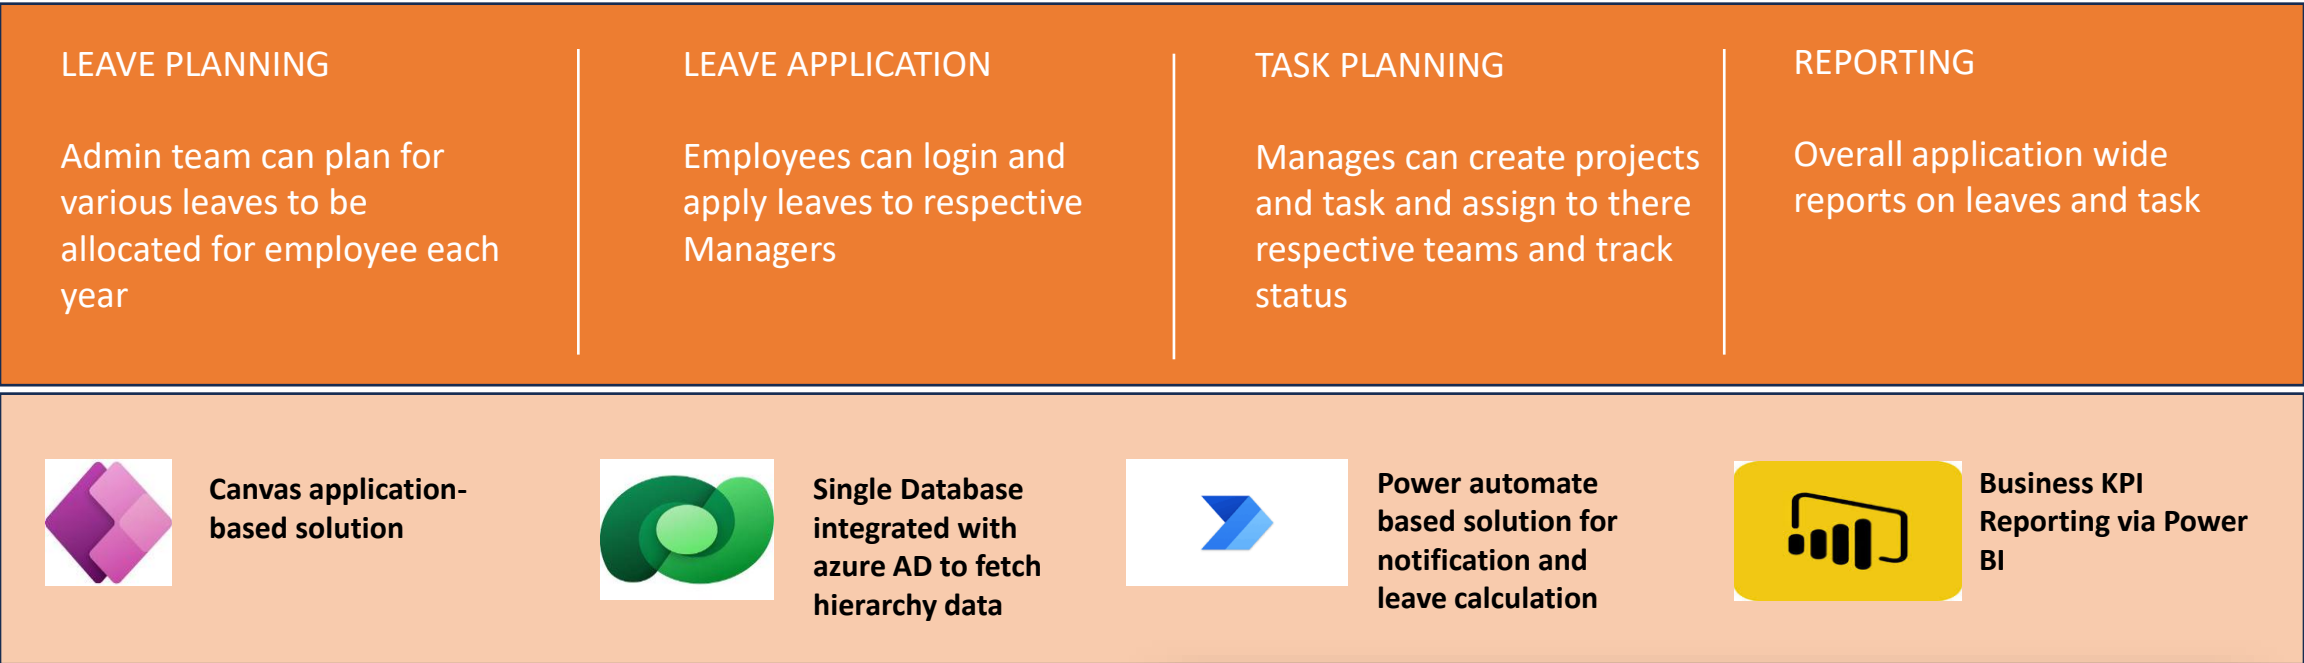 LEAVE PLANNING
Admin team can plan for
various leaves to be
allocated for employee each
year
LEAVE APPLICATION
Employees can login and
apply leaves to respective
Managers
TASK PLANNING
Manages can create projects
and task and assign to there
respective teams and track
status
REPORTING
Overall application wide
reports on leaves and task
Canvas application-
based solution
Single Database
integrated with
azure AD to fetch
hierarchy data
Power automate
based solution for
notification and
leave calculation
Business KPI
Reporting via Power
BI